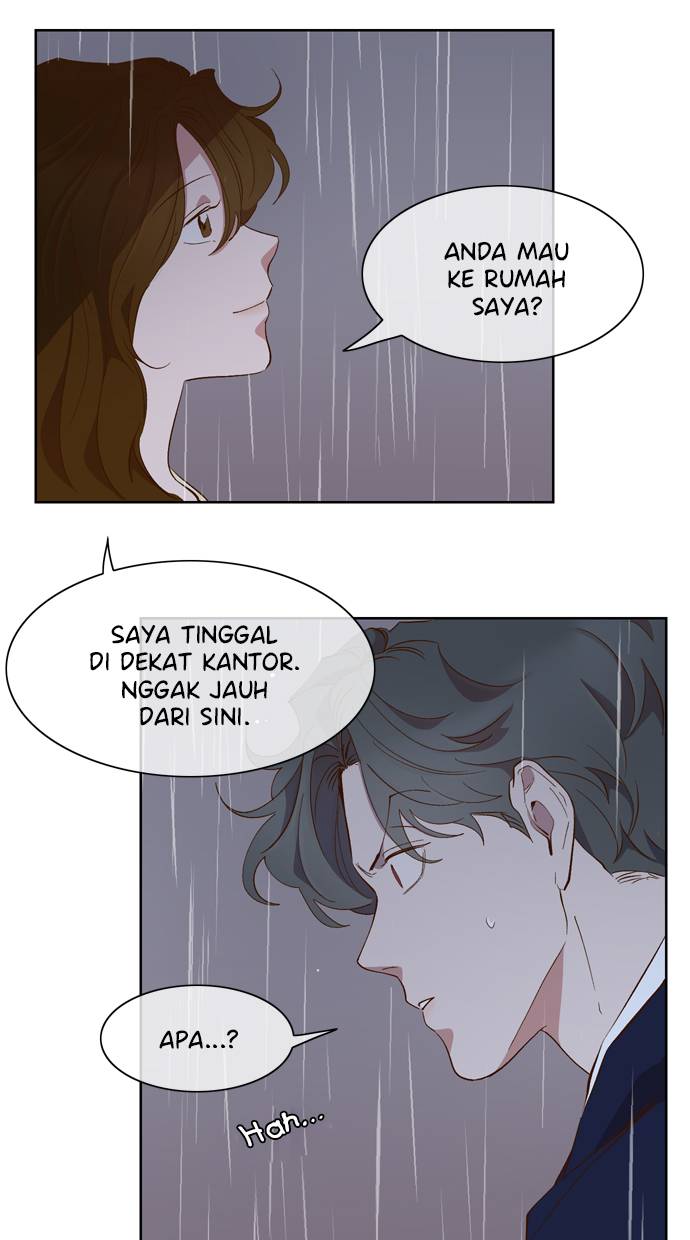 ANDA MAU
KE RUMAH
SAYA?
SAYA TINGGAL
DI DEKAT KANTOR.
NGGAK JAUH
DARI SINI.
APA...?
Hah...